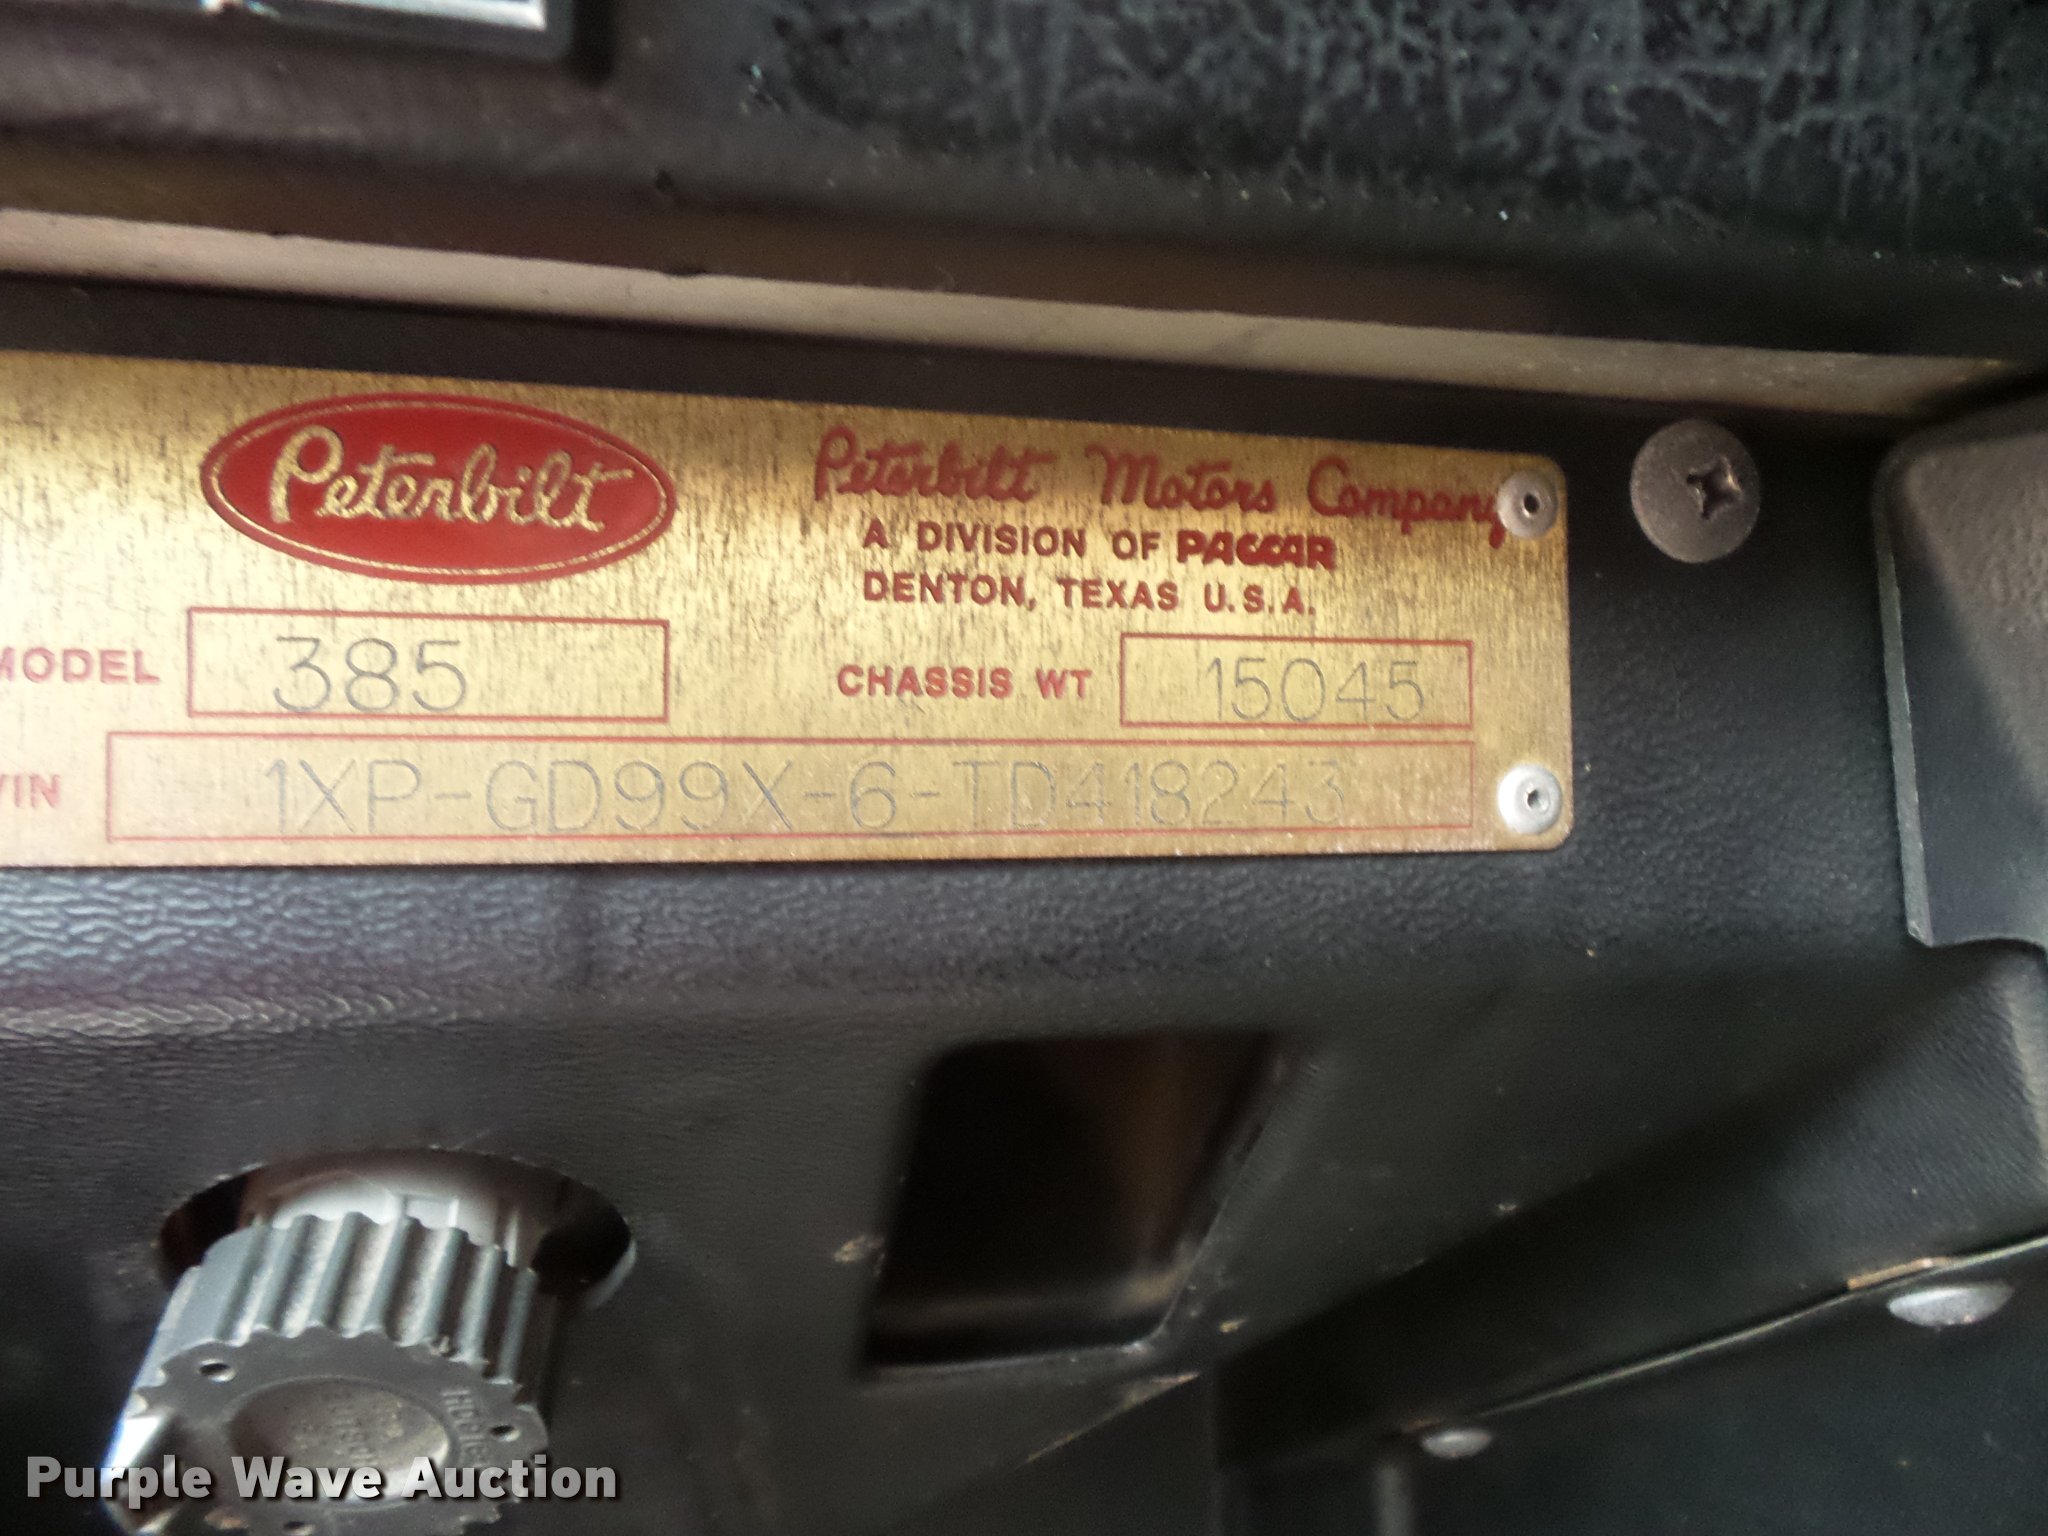 Peterbilt
Peterbilt Motors Company
A DIVISION OF PACCAR
DENTON, TEXAS U.S.A.
MODEL 385
CHASSIS WT 15045
VIN 1XP-GD99X-6-TD418243
Purple Wave Auction